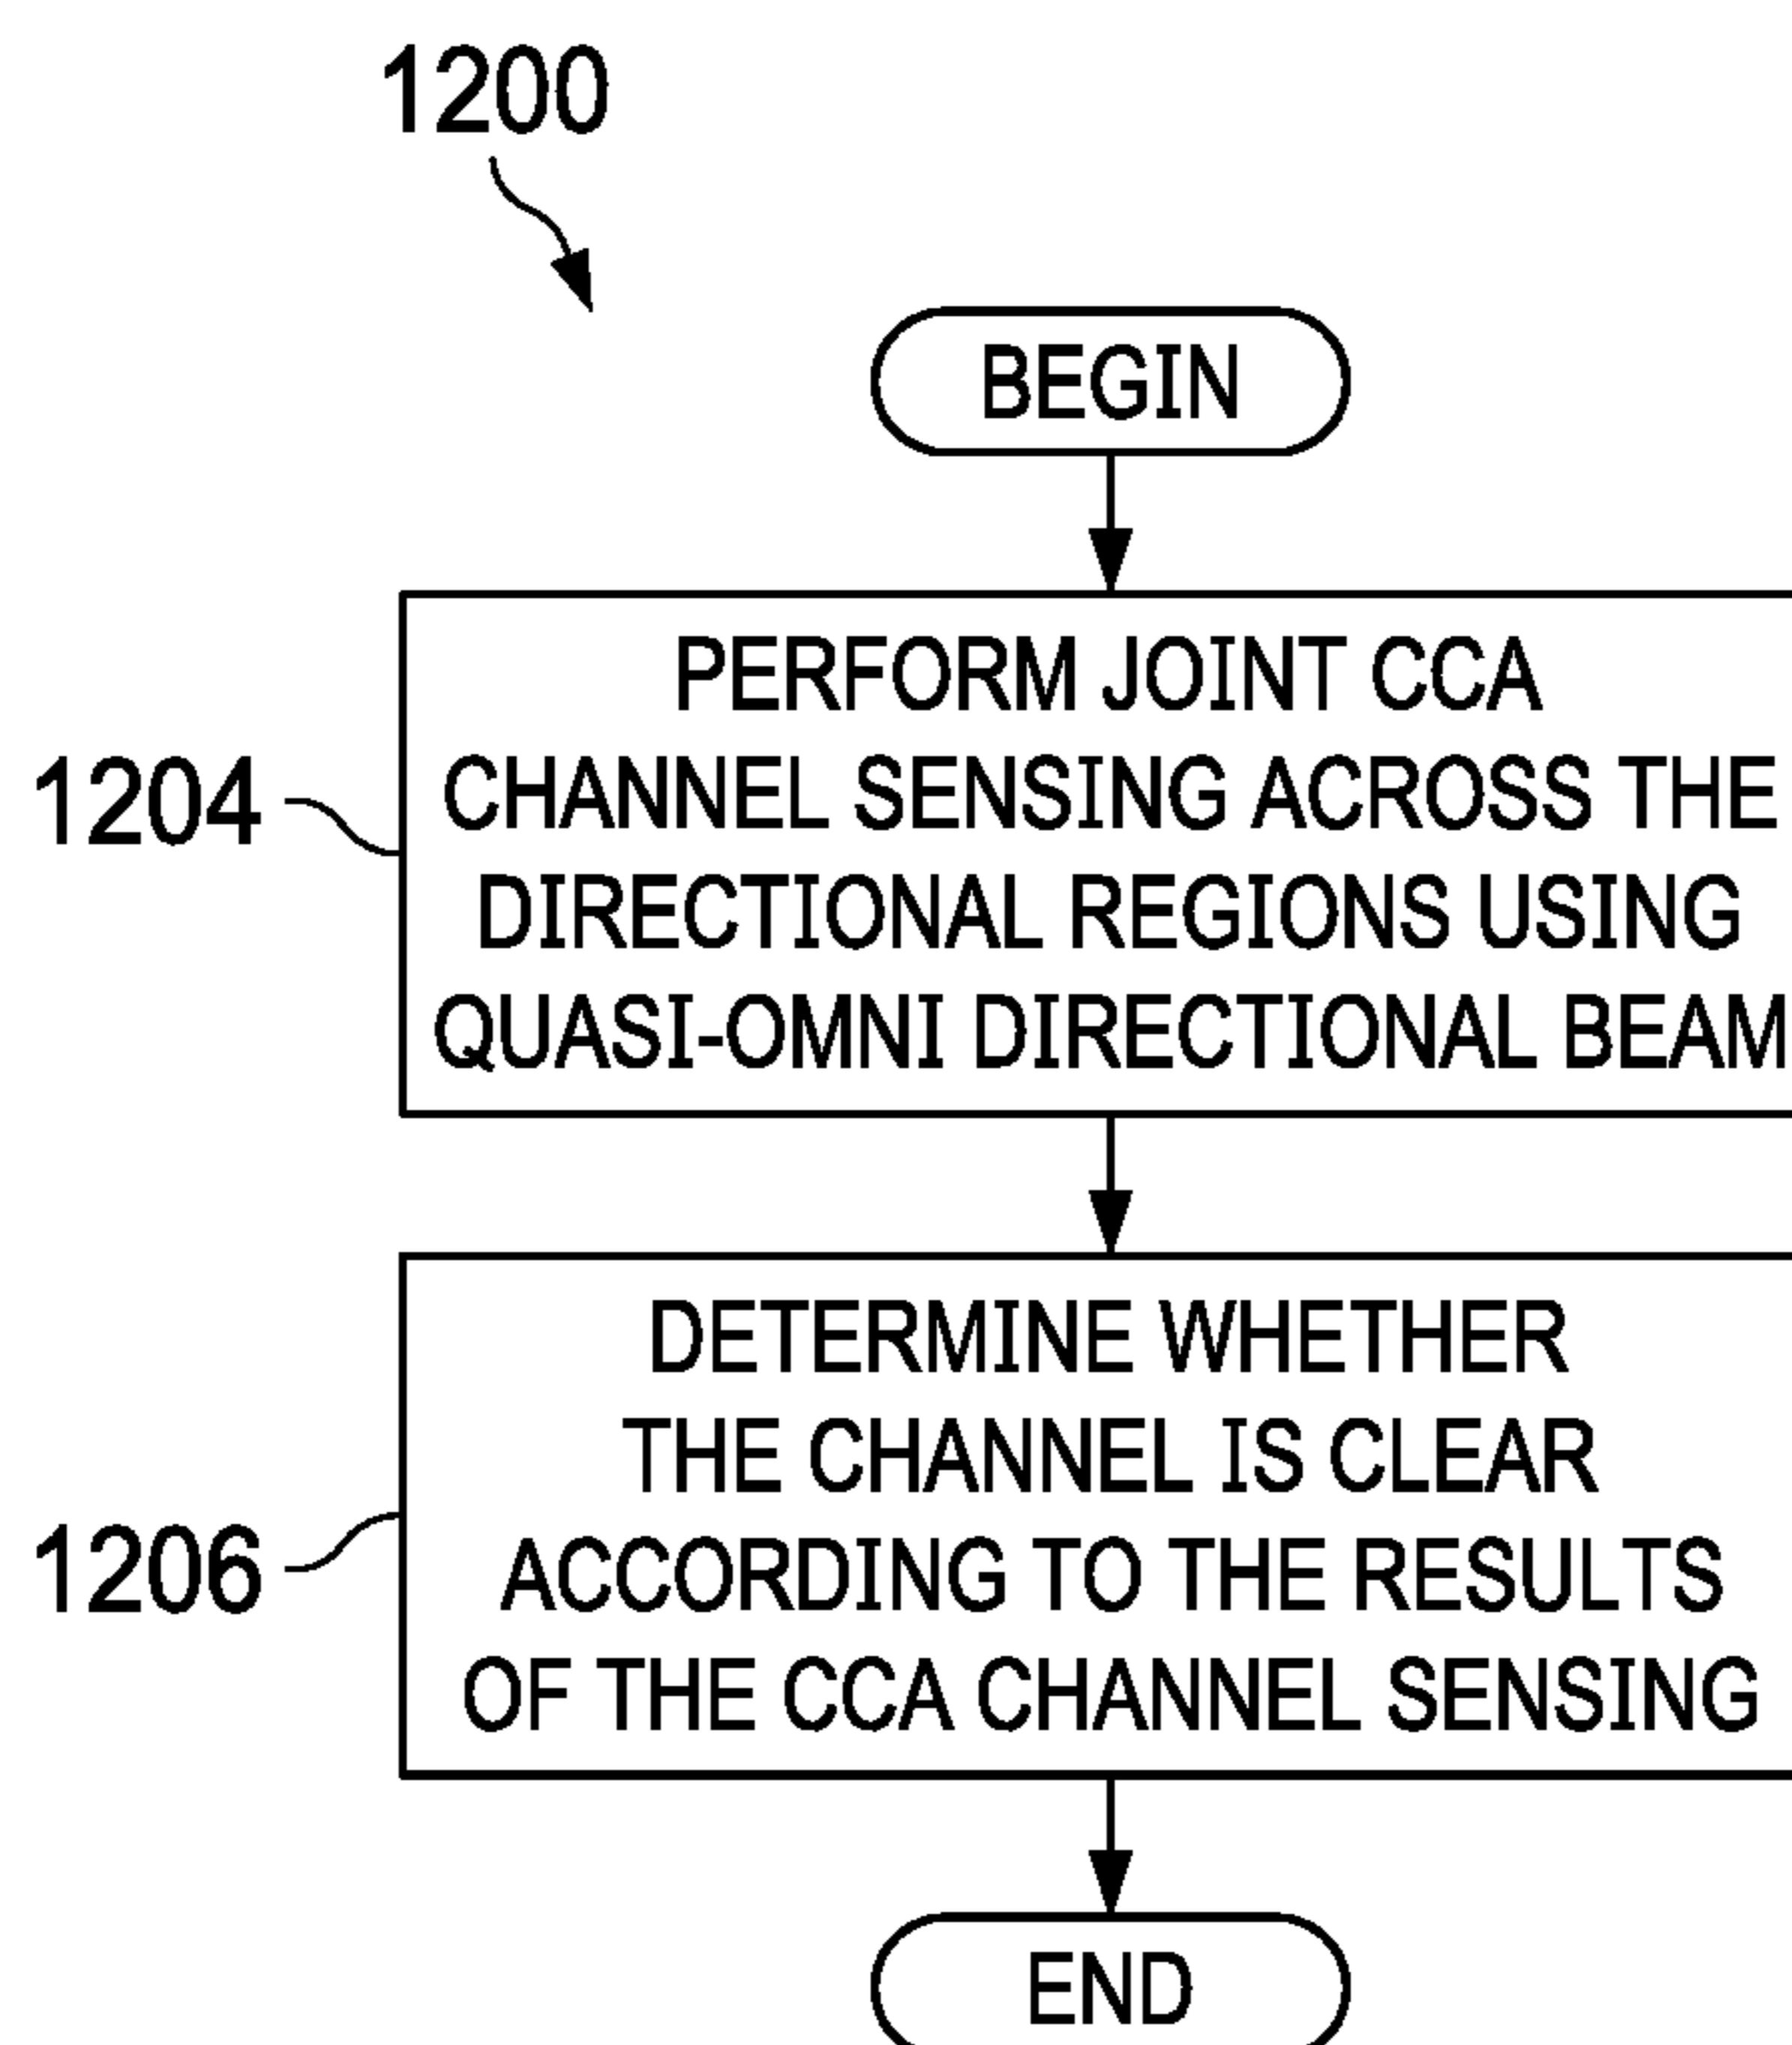 1200
BEGIN
1204
PERFORM JOINT CCA
CHANNEL SENSING ACROSS THE
DIRECTIONAL REGIONS USING
QUASI-OMNI DIRECTIONAL BEAM
1206
DETERMINE WHETHER
THE CHANNEL IS CLEAR
ACCORDING TO THE RESULTS
OF THE CCA CHANNEL SENSING
END